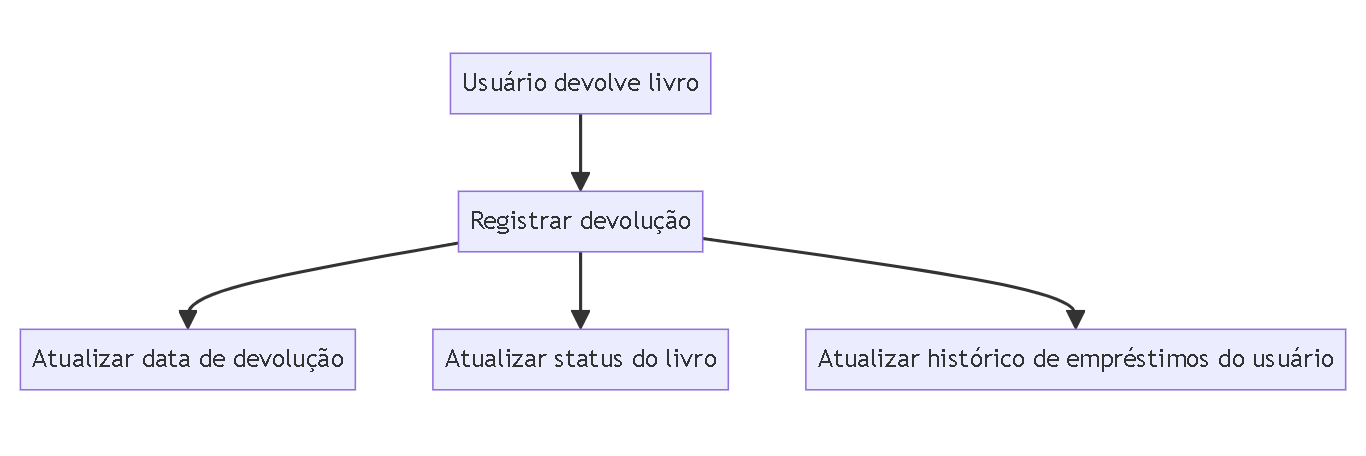 Usuário devolve livro
Registrar devolução
Atualizar data de devolução
Atualizar status do livro
Atualizar histórico de empréstimos do usuário